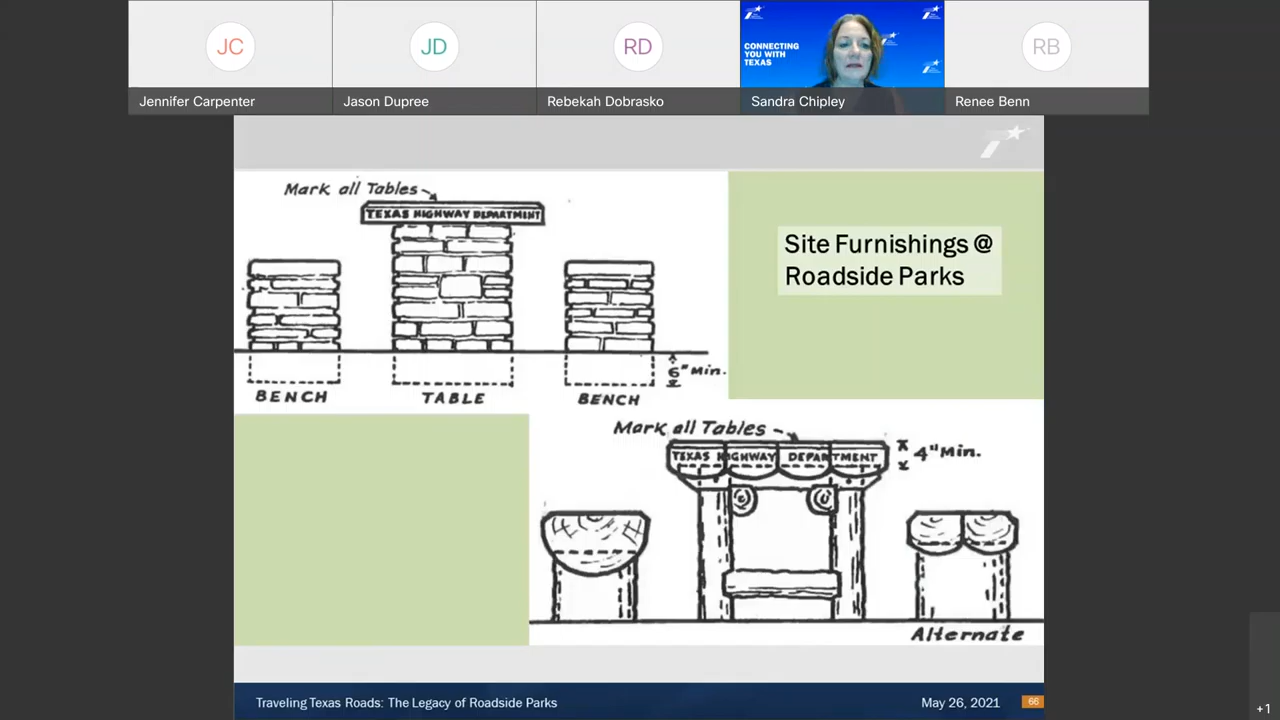 JC
JD
RD
CONNECTING
YOU WITH
TEXAS
RB
Jennifer Carpenter
Jason Dupree
Rebekah Dobrasko
Sandra Chipley
Renee Benn
Mark all Tables
TEXAS HIGHWAY DEPARTMENT
6" Min.
BENCH
TABLE
BENCH
Site Furnishings @
Roadside Parks
Mark all Tables
TEXAS HIGHWAY DEPARTMENT
4" Min.
Alternate
Traveling Texas Roads: The Legacy of Roadside Parks
May 26, 2021
66
+1